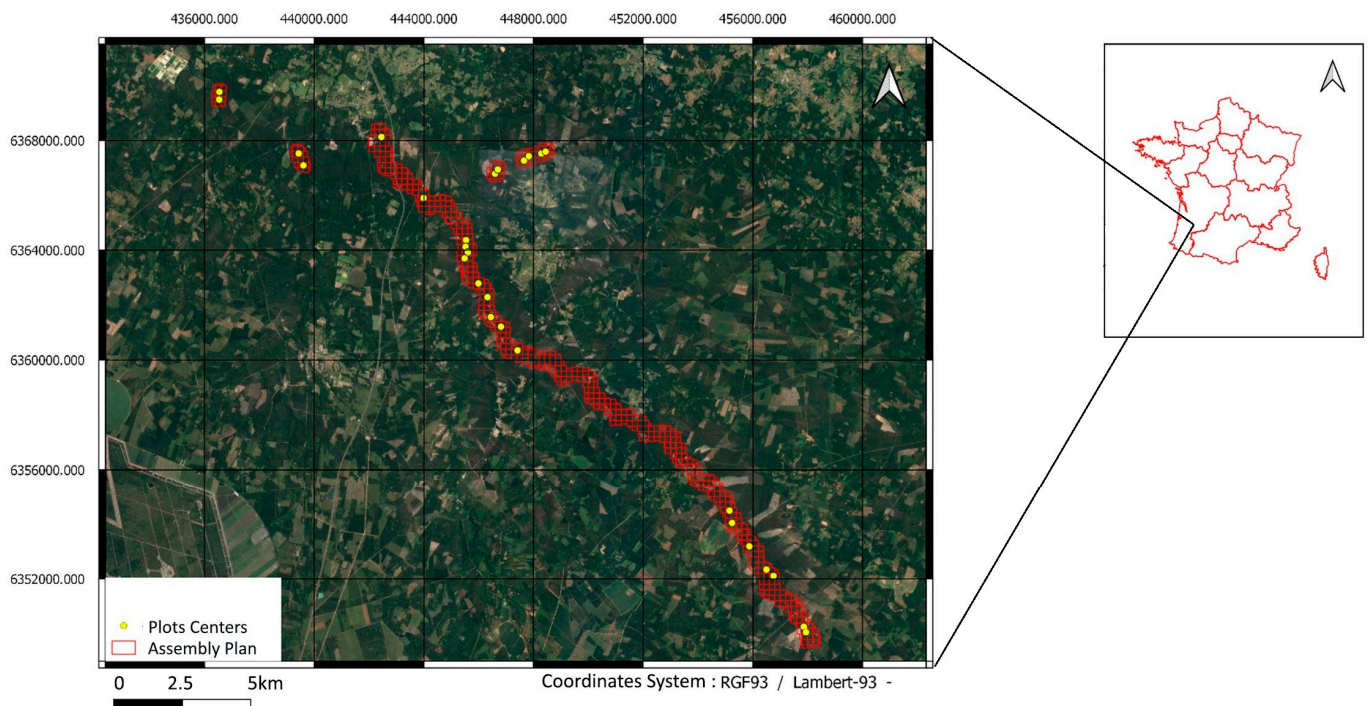 436000.000 440000.000 444000.000 448000.000 452000.000 456000.000 460000.000
6368000.000
6364000.000
6360000.000
6356000.000
6352000.000
Plots Centers
Assembly Plan
0 2.5 5km
Coordinates System : RGF93 / Lambert-93 -